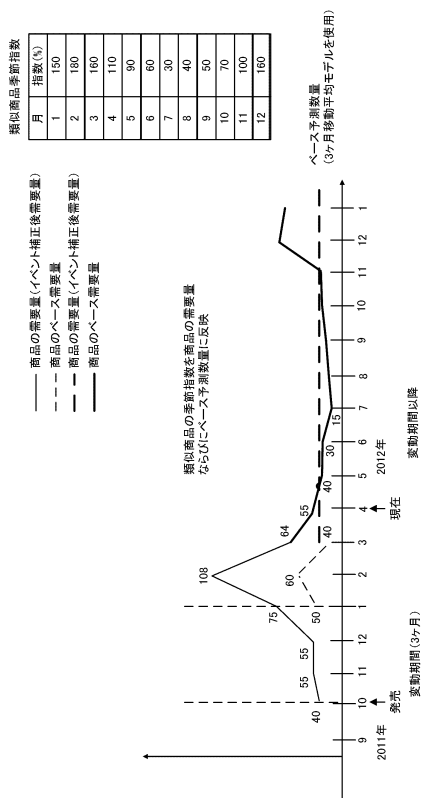 類似商品季節指数
月 指数(%)
1 150
2 180
3 160
4 110
5 90
6 60
7 30
8 40
9 50
10 70
11 100
12 160
商品の需要量(イベント補正後需要量)
商品のベース需要量
商品の需要量(イベント補正後需要量)
商品のベース需要量
類似商品の季節指数を商品の需要量
ならびにベース予測数量に反映
ベース予測数量
(3ヶ月移動平均モデルを使用)
40 55 55 75 108 64 55 40 30 15
50 60 40
9 10 11 12 1 2 3 4 5 6 7 8 9 10 11 12 1
2011年 発売 現在 2012年
変動期間(3ヶ月) 変動期間以降